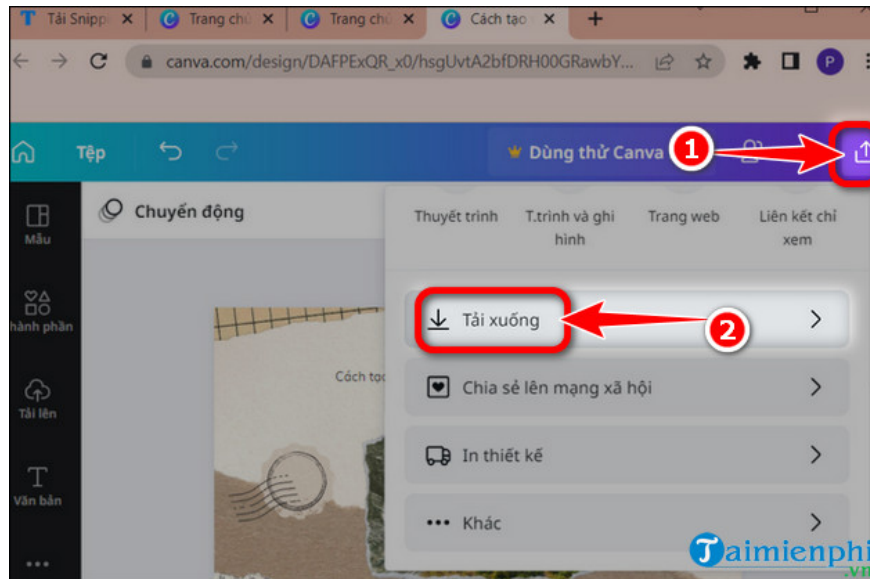 Tải Snipp
Trang chủ
Trang chủ
Cách tạo
canva.com/design/DAFPExQR_x0/hsgUvtA2bfDRH00GRawbY...
P
Tệp
Dùng thử Canva
1
Mẫu
Chuyển động
Thuyết trình
T.trình và ghi
hình
Trang web
Liên kết chỉ
xem
hành phần
Tải xuống
2
Cách tạo
Chia sẻ lên mạng xã hội
Tải lên
In thiết kế
T
Văn bản
Khác
Taimienphi
.vn